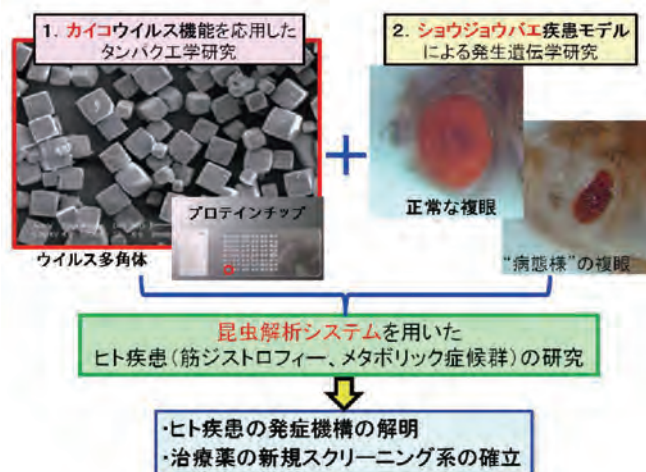 1. カイコウイルス機能を応用した
タンパク工学研究
2. ショウジョウバエ疾患モデル
による発生遺伝学研究
プロテインチップ
ウイルス多角体
正常な複眼
“病態様”の複眼
昆虫解析システムを用いた
ヒト疾患(筋ジストロフィー、メタボリック症候群)の研究
・ヒト疾患の発症機構の解明
・治療薬の新規スクリーニング系の確立